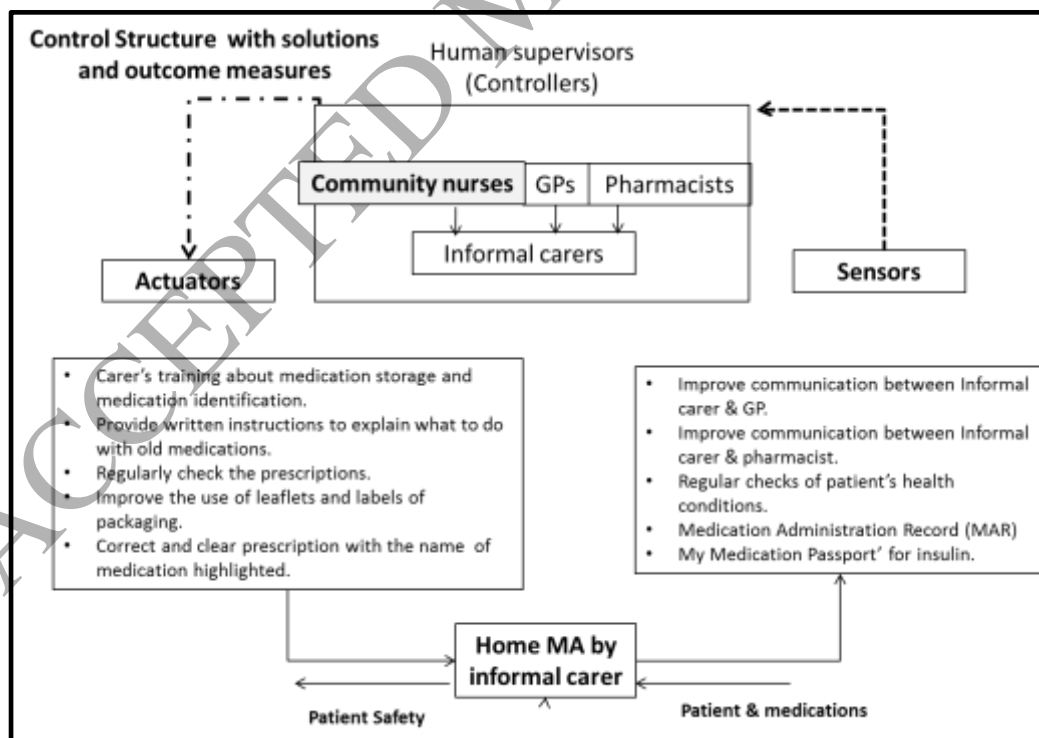 Control Structure with solutions
and outcome measures
Human supervisors
(Controllers)
Community nurses
GPs
Pharmacists
Informal carers
Actuators
Sensors
• Carer's training about medication storage and
medication identification.
• Provide written instructions to explain what to do
with old medications.
• Regularly check the prescriptions.
• Improve the use of leaflets and labels of
packaging.
• Correct and clear prescription with the name of
medication highlighted.
• Improve communication between Informal
carer & GP.
• Improve communication between Informal
carer & pharmacist.
• Regular checks of patient's health
conditions.
• Medication Administration Record (MAR)
• My Medication Passport' for insulin.
Home MA by
informal carer
Patient Safety
Patient & medications
ACCEPTED M